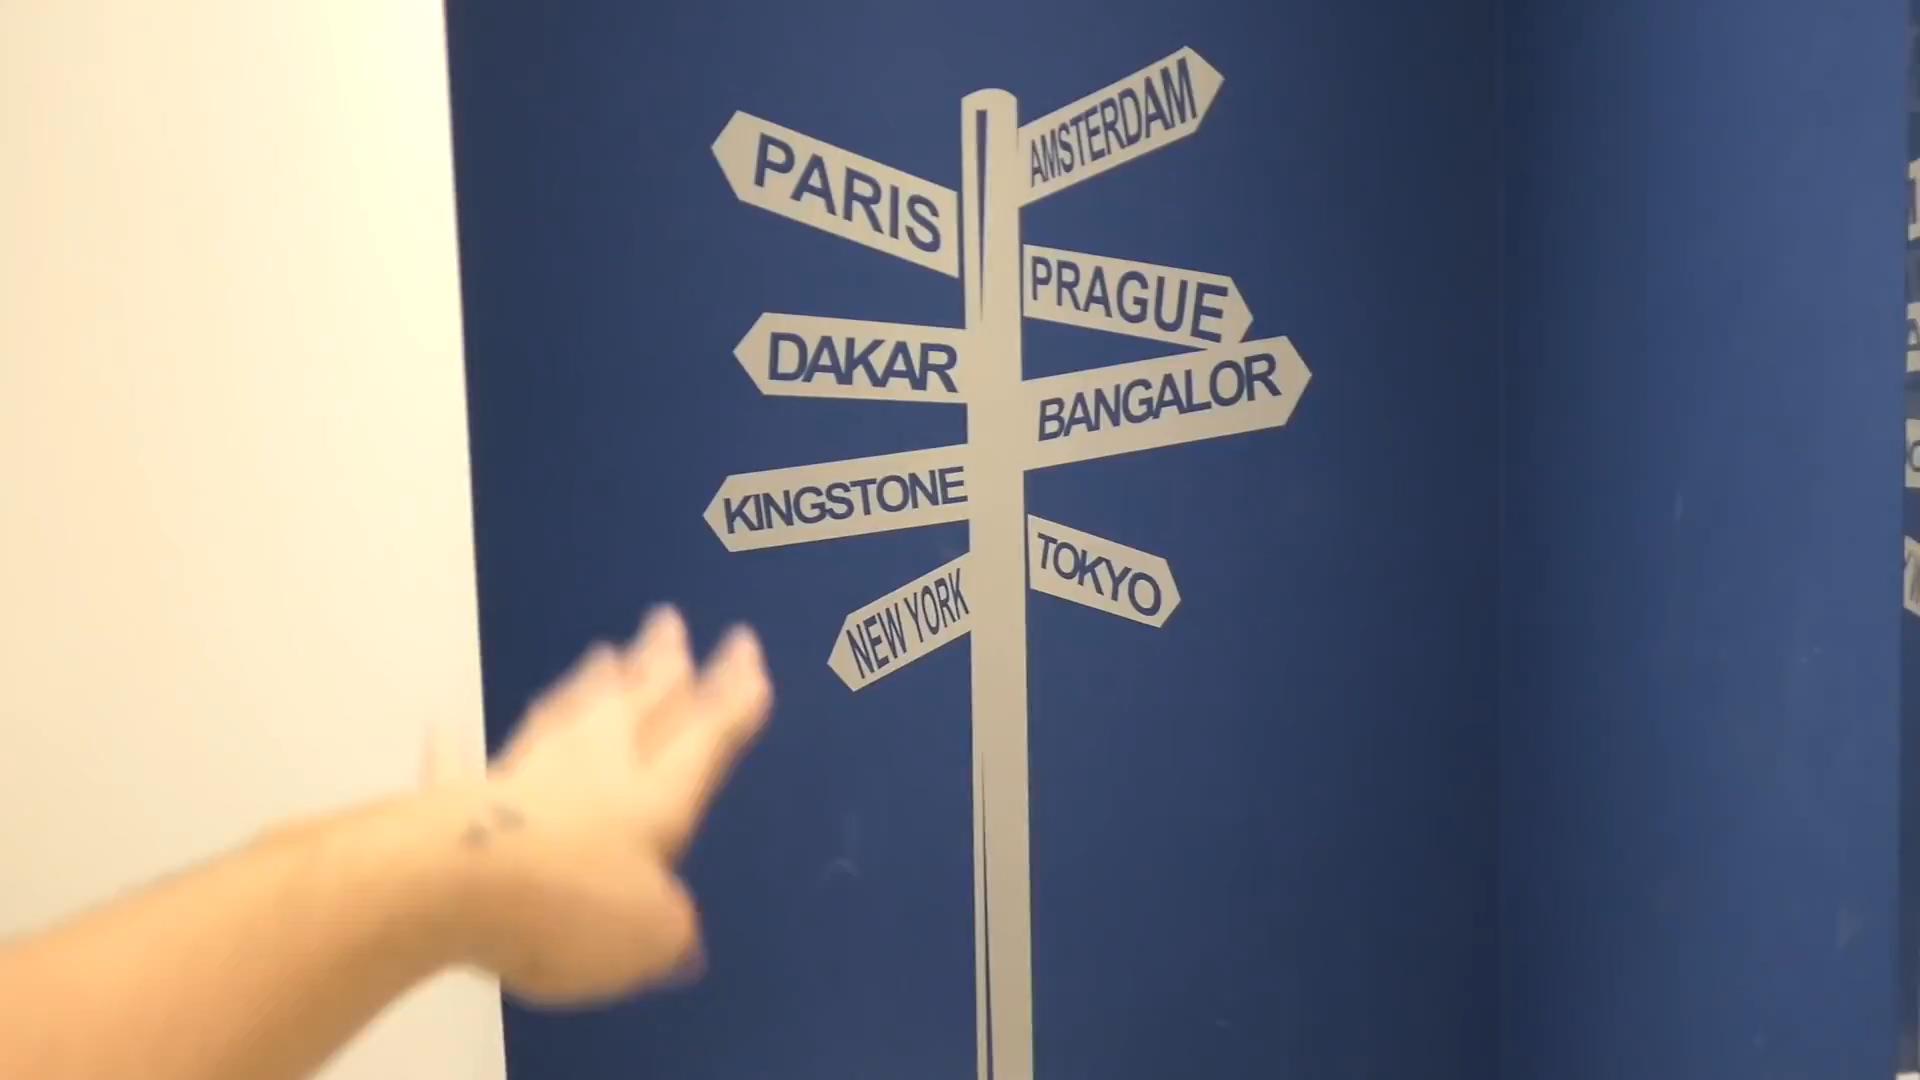 AMSTERDAM
PARIS
PRAGUE
DAKAR
BANGALOR
KINGSTONE
TOKYO
NEW YORK